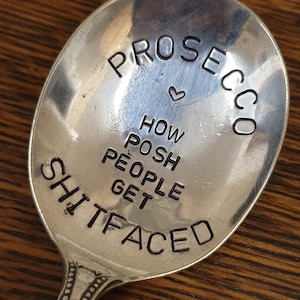 PROSECCO
HOW
POSH
PEOPLE
GET
SHITFACED